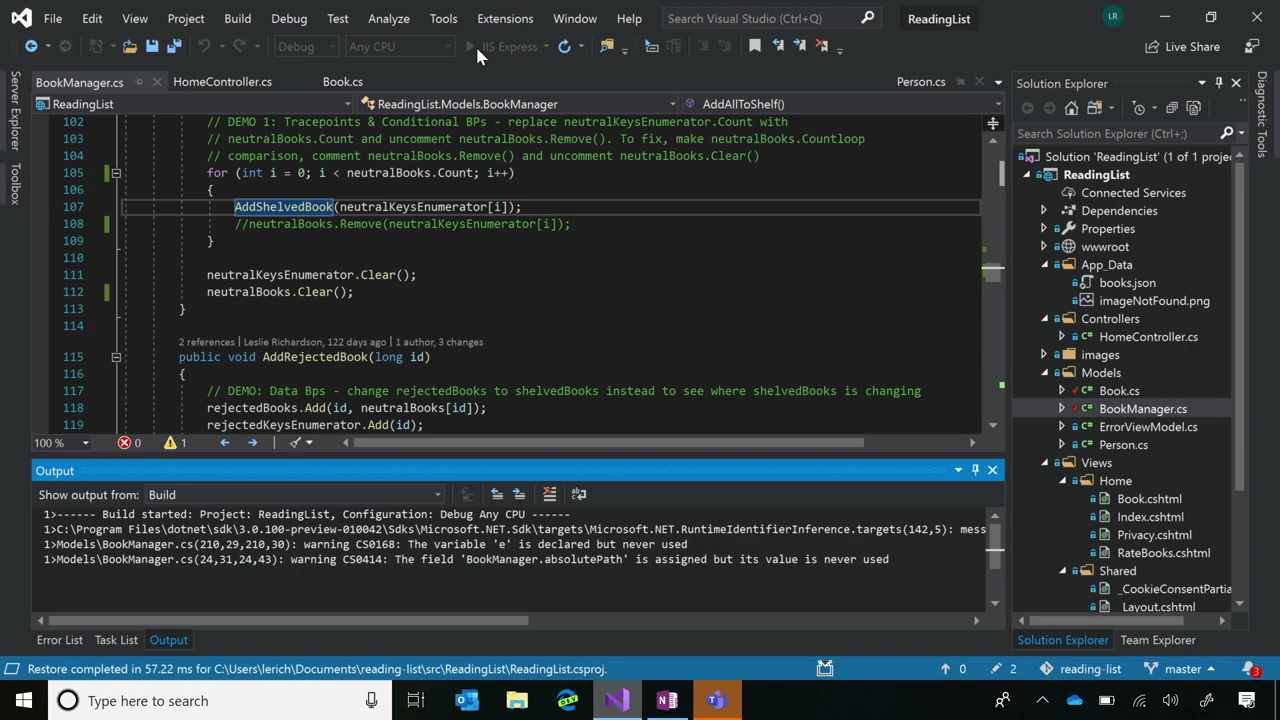 File Edit View Project Build Debug Test Analyze Tools Extensions Window Help Search Visual Studio (Ctrl+Q) ReadingList LR
Debug Any CPU IIS Express Live Share
Server Explorer
Toolbox
BookManager.cs HomeController.cs Book.cs Person.cs
ReadingList ReadingList.Models.BookManager AddAllToShelf()
102 // DEMO 1: Tracepoints & Conditional BPs - replace neutralKeysEnumerator.Count with
103 // neutralBooks.Count and uncomment neutralBooks.Remove(). To fix, make neutralBooks.Countloop
104 // comparison, comment neutralBooks.Remove() and uncomment neutralBooks.Clear()
105 for (int i = 0; i < neutralBooks.Count; i++)
106 {
107 AddShelvedBook(neutralKeysEnumerator[i]);
108 //neutralBooks.Remove(neutralKeysEnumerator[i]);
109 }
110
111 neutralKeysEnumerator.Clear();
112 neutralBooks.Clear();
113 }
114
2 references | Leslie Richardson, 122 days ago | 1 author, 3 changes
115 public void AddRejectedBook(long id)
116 {
117 // DEMO: Data Bps - change rejectedBooks to shelvedBooks instead to see where shelvedBooks is changing
118 rejectedBooks.Add(id, neutralBooks[id]);
119 rejectedKeysEnumerator.Add(id);
100 % 0 1
Output
Show output from: Build
1>------ Build started: Project: ReadingList, Configuration: Debug Any CPU ------
1>C:\Program Files\dotnet\sdk\3.0.100-preview-010042\Sdks\Microsoft.NET.Sdk\targets\Microsoft.NET.RuntimeIdentifierInference.targets(142,5): mess
1>Models\BookManager.cs(210,29,210,30): warning CS0168: The variable 'e' is declared but never used
1>Models\BookManager.cs(24,31,24,43): warning CS0414: The field 'BookManager.absolutePath' is assigned but its value is never used
Error List Task List Output
Solution Explorer
Search Solution Explorer (Ctrl+;)
Solution 'ReadingList' (1 of 1 projec
ReadingList
Connected Services
Dependencies
Properties
wwwroot
App_Data
books.json
imageNotFound.png
Controllers
C# HomeController.cs
images
Models
C# Book.cs
C# BookManager.cs
C# ErrorViewModel.cs
C# Person.cs
Views
Home
Book.cshtml
Index.cshtml
Privacy.cshtml
RateBooks.cshtml
Shared
_CookieConsentPartia
_Layout.cshtml
Solution Explorer Team Explorer
Diagnostic Tools
Restore completed in 57.22 ms for C:\Users\lerich\Documents\reading-list\src\ReadingList\ReadingList.csproj. 0 2 reading-list master 3
Type here to search